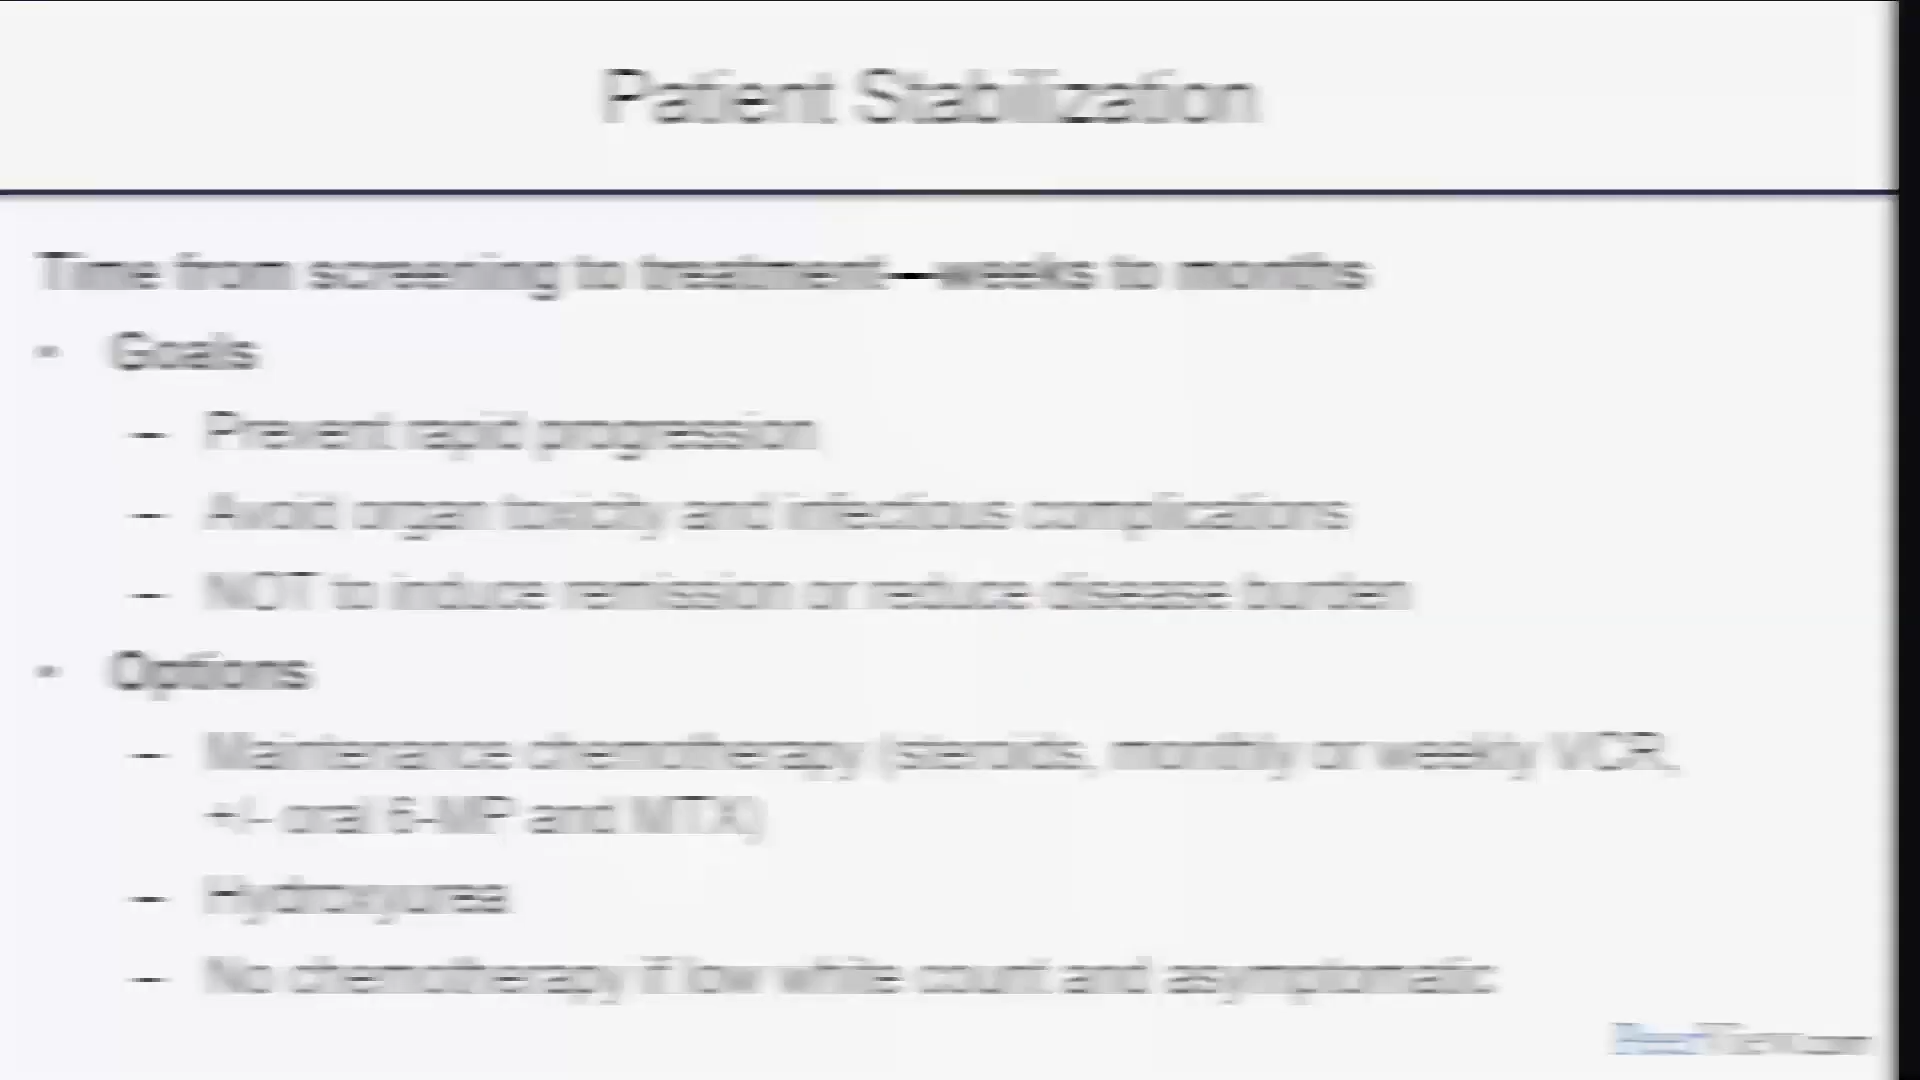 Patient Stabilization
Time from screening to treatment—weeks to months
• Goals
– Prevent rapid progression
– Avoid organ toxicity and infectious complications
– NOT to induce remission or reduce disease burden
• Options
– Maintenance chemotherapy (steroids, monthly or weekly VCR,
+/- oral 6-MP and MTX)
– Hydroxyurea
– No chemotherapy if low white count and asymptomatic